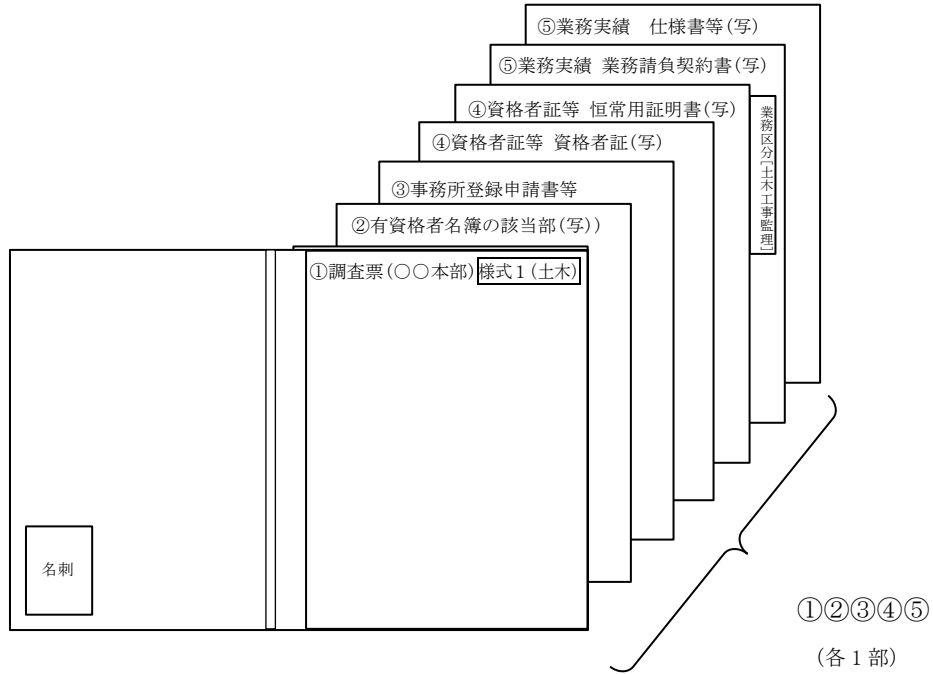 ⑤業務実績　仕様書等(写)
⑤業務実績 業務請負契約書(写)
④資格者証等 恒常用証明書(写)
業務区分[土木工事監理]
④資格者証等 資格者証(写)
③事務所登録申請書等
②有資格者名簿の該当部(写))
①調査票(○○本部) 様式１(土木)
名刺
①②③④⑤
(各１部)